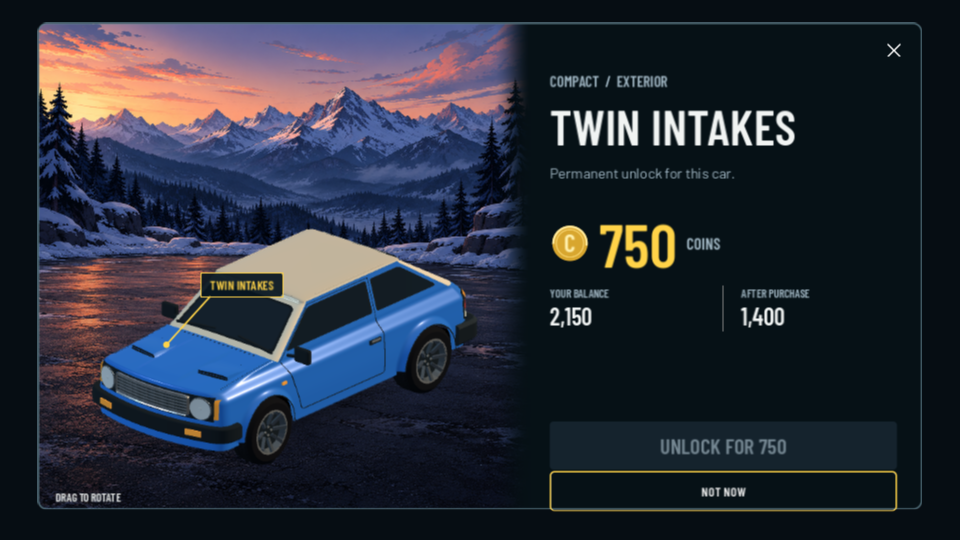 COMPACT / EXTERIOR
TWIN INTAKES
Permanent unlock for this car.
C 750 COINS
YOUR BALANCE
2,150
AFTER PURCHASE
1,400
UNLOCK FOR 750
NOT NOW
TWIN INTAKES
DRAG TO ROTATE